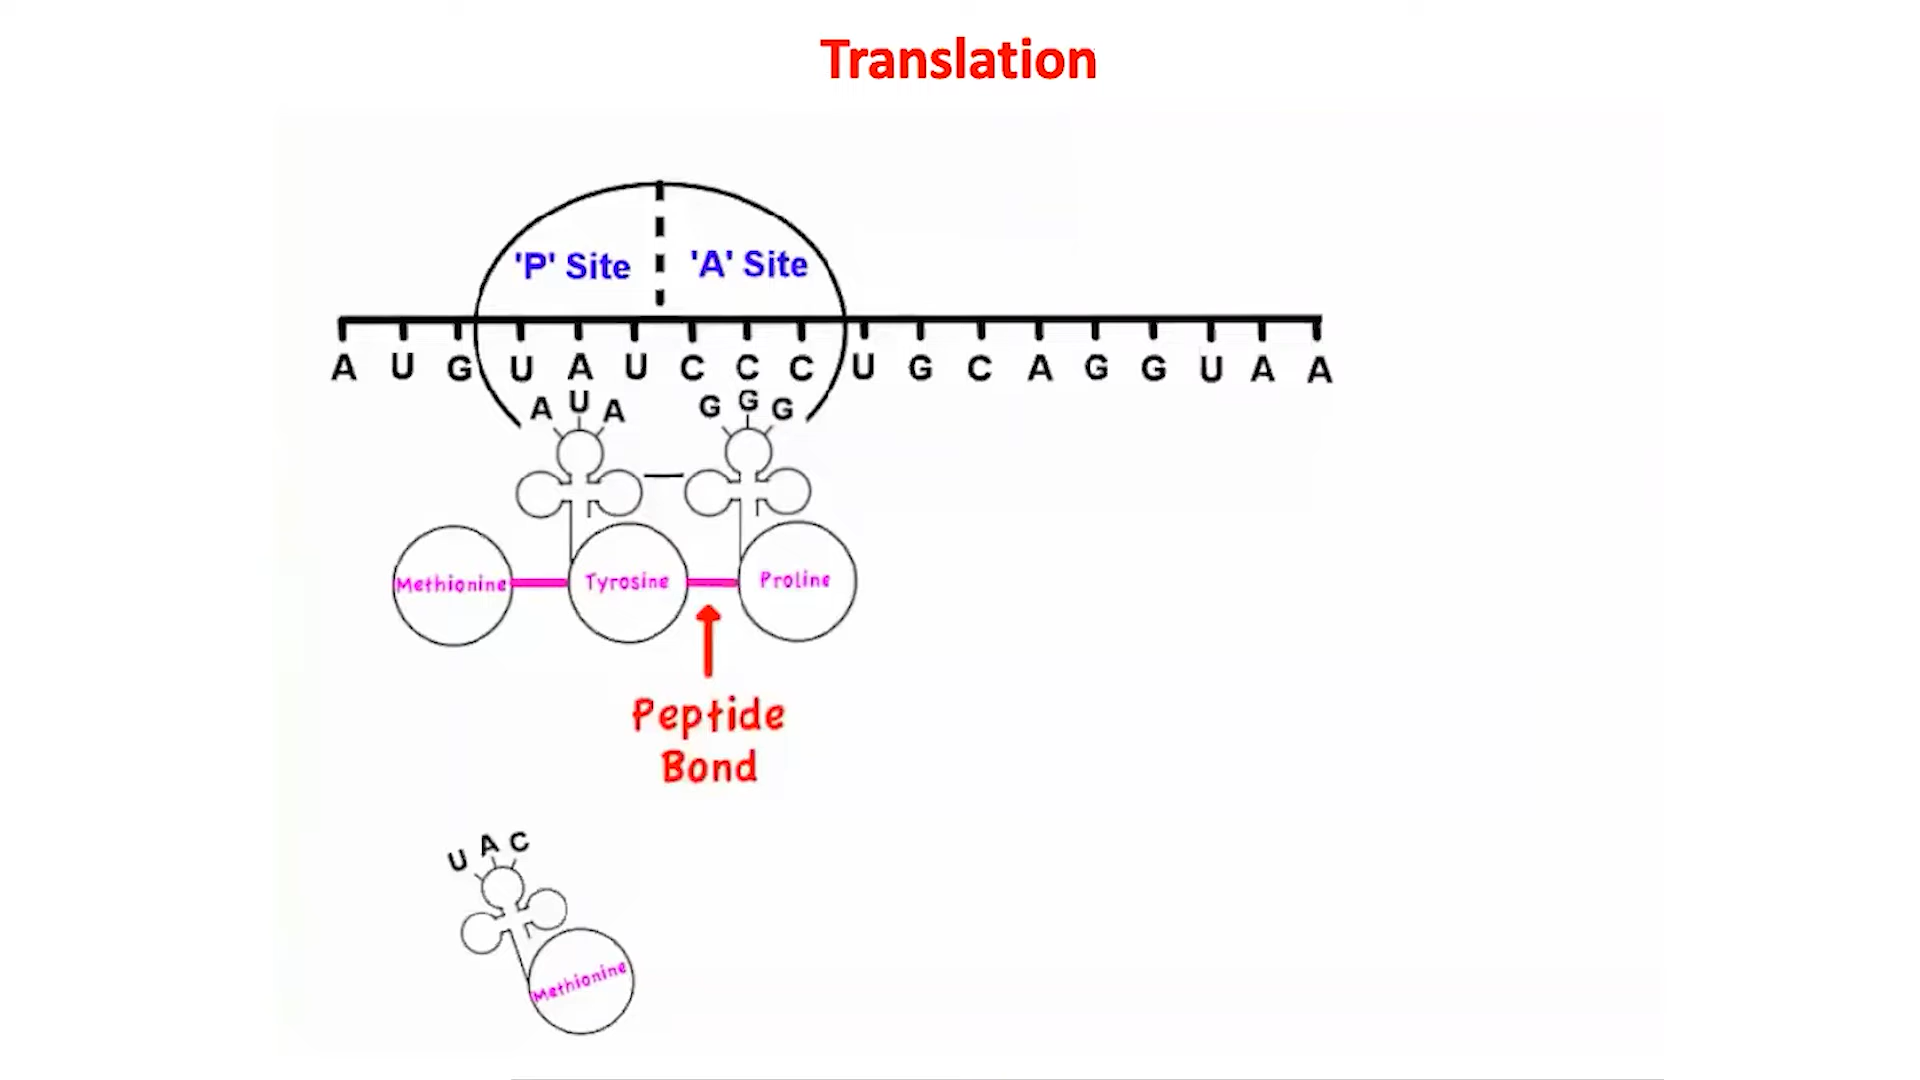 Translation
'P' Site 'A' Site
A U G U A U C C C U G C A G G U A A
A U A G G G
Methionine Tyrosine Proline
Peptide
Bond
U A C
Methionine